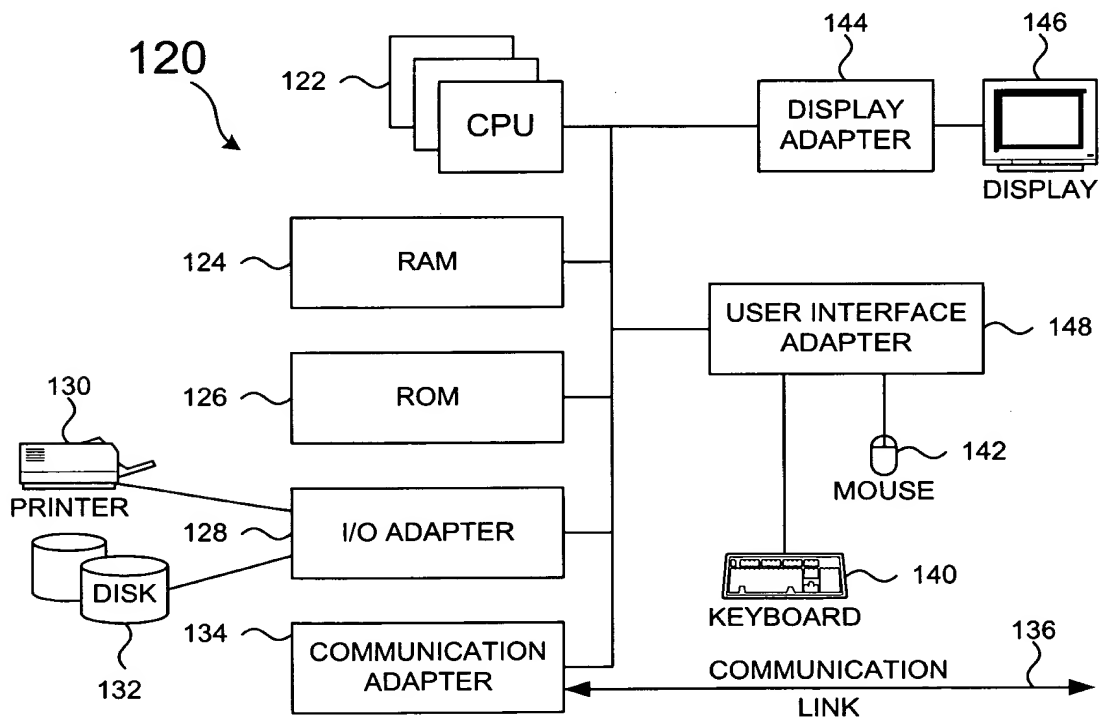 120
122
CPU
144
DISPLAY
ADAPTER
146
DISPLAY
124
RAM
USER INTERFACE
ADAPTER
148
126
ROM
130
PRINTER
142
MOUSE
128
I/O ADAPTER
DISK
132
140
KEYBOARD
134
COMMUNICATION
ADAPTER
136
COMMUNICATION
LINK